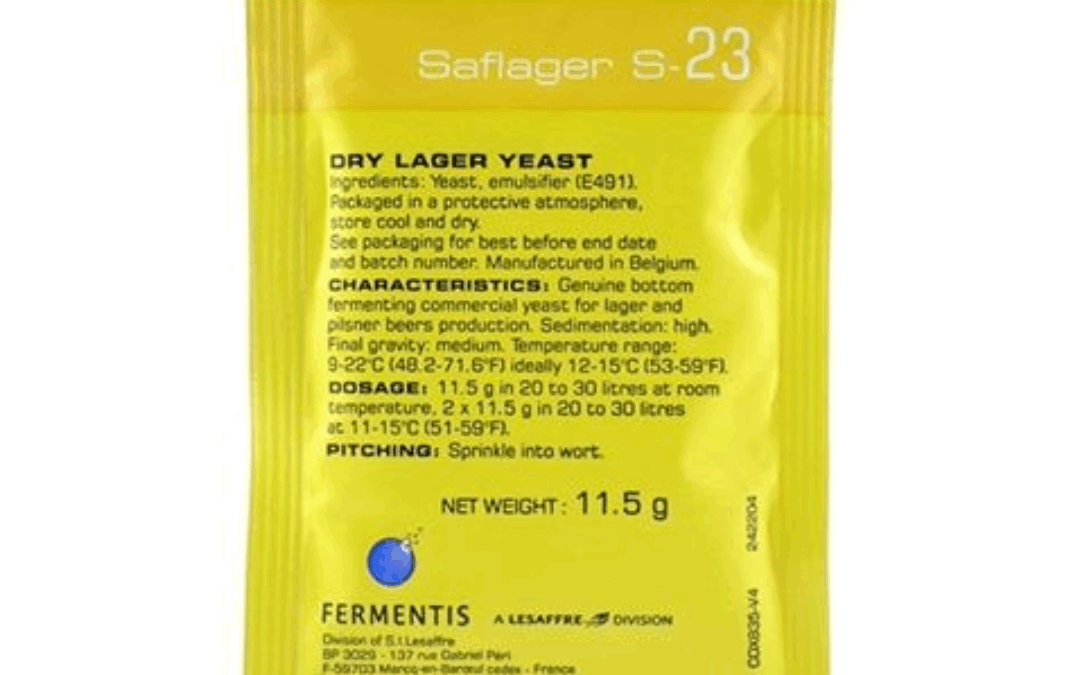 Saflager S-23
DRY LAGER YEAST
Ingredients: Yeast, emulsifier (E491).
Packaged in a protective atmosphere,
store cool and dry.
See packaging for best before end date
and batch number. Manufactured in Belgium.
CHARACTERISTICS: Genuine bottom
fermenting commercial yeast for lager and
pilsner beers production. Sedimentation: high.
Final gravity: medium. Temperature range:
9-22°C (48.2-71.6°F) ideally 12-15°C (53-59°F).
DOSAGE: 11.5 g in 20 to 30 litres at room
temperature, 2 x 11.5 g in 20 to 30 litres
at 11-15°C (51-59°F).
PITCHING: Sprinkle into wort.
NET WEIGHT : 11.5 g
FERMENTIS A LESAFFRE DIVISION
Division of S.I.Lesaffre
BP 3029 - 137 rue Gabriel Péri
F-59703 Marcq-en-Barœul cedex - France
CDX835-V4 242204